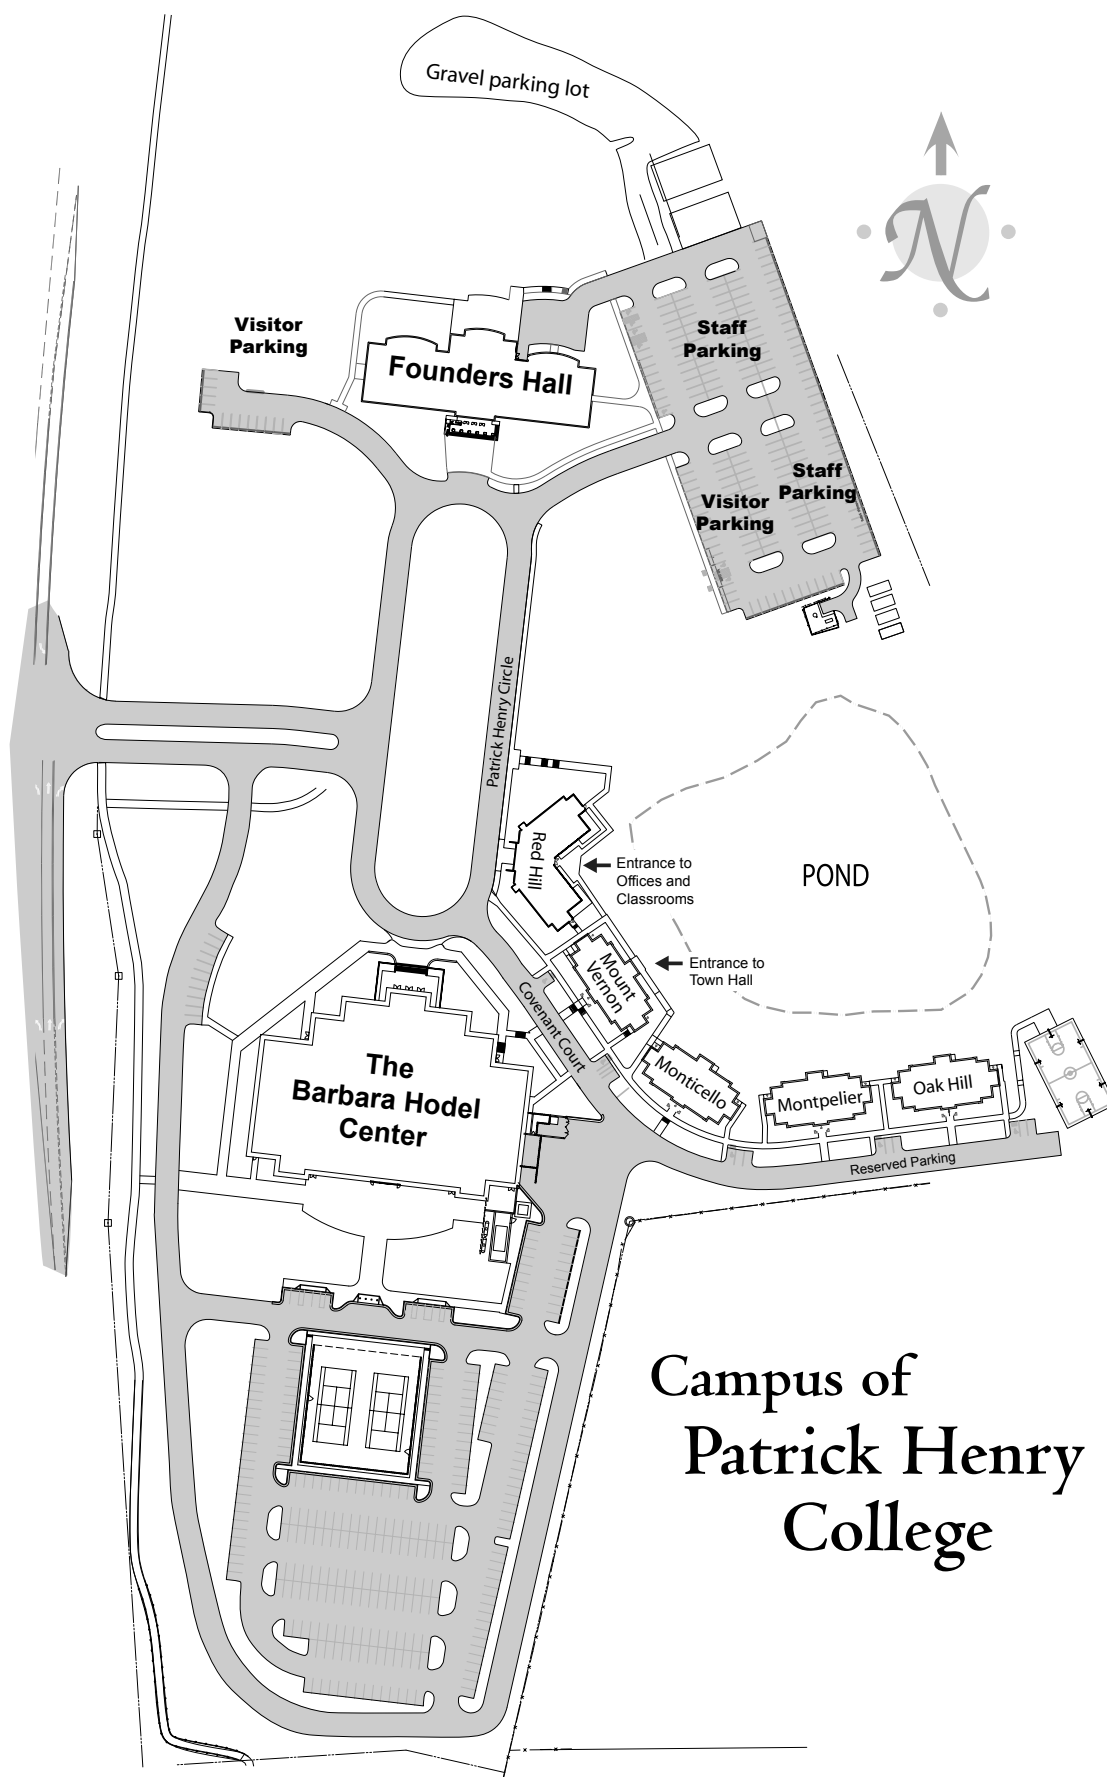 Gravel parking lot
N
Visitor
Parking
Founders Hall
Staff
Parking
Staff
Parking
Visitor
Parking
Patrick Henry Circle
Red Hill
Entrance to
Offices and
Classrooms
POND
Mount
Vernon
Entrance to
Town Hall
Covenant Court
The
Barbara Hodel
Center
Monticello
Montpelier
Oak Hill
Reserved Parking
Campus of
Patrick Henry
College